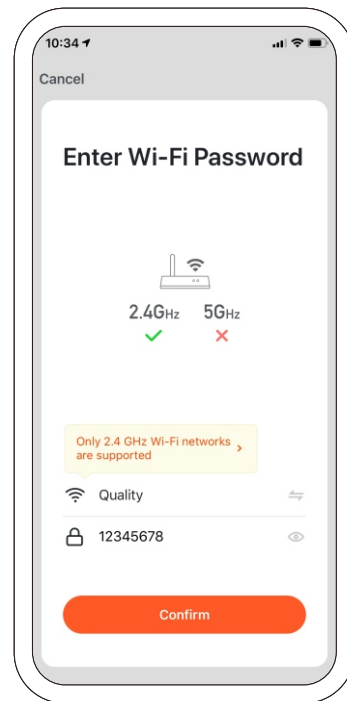 10:34
Cancel
Enter Wi-Fi Password
2.4GHz 5GHz
Only 2.4 GHz Wi-Fi networks
are supported
Quality
12345678
Confirm